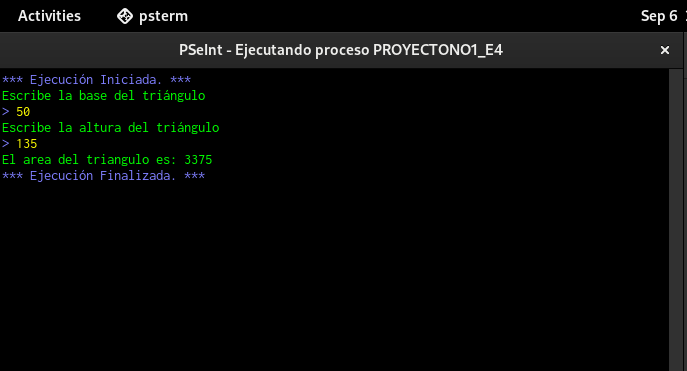 Activities psterm Sep 6
PSeInt - Ejecutando proceso PROYECTONO1_E4 ×
*** Ejecución Iniciada. ***
Escribe la base del triángulo
> 50
Escribe la altura del triángulo
> 135
El area del triangulo es: 3375
*** Ejecución Finalizada. ***